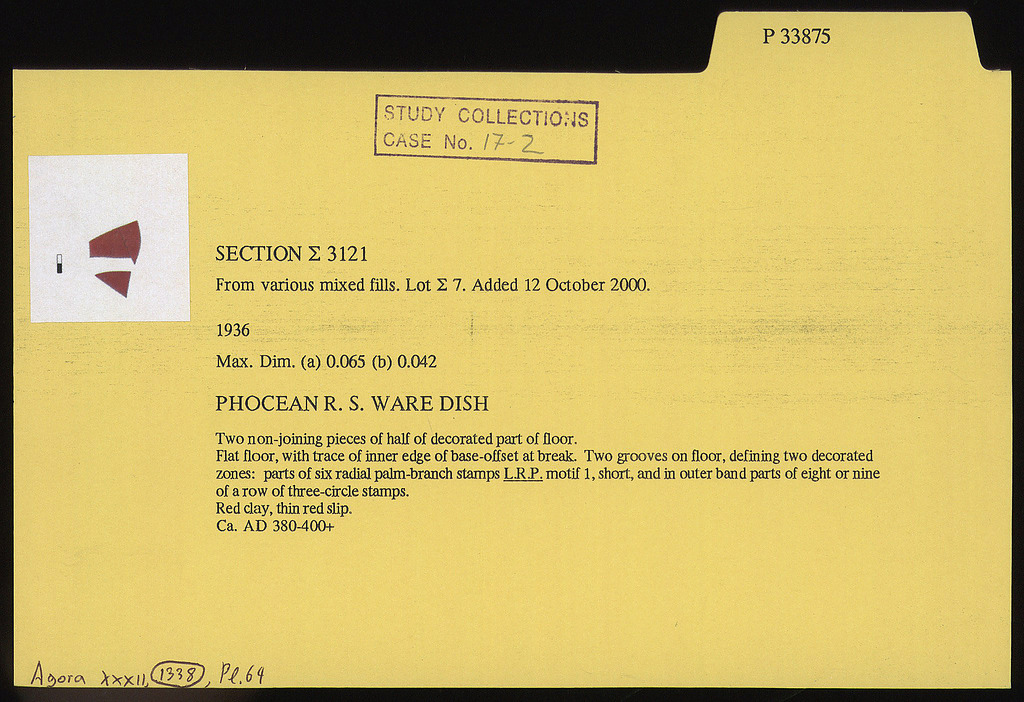 P 33875
STUDY COLLECTIONS
CASE No. 17-2
SECTION Σ 3121
From various mixed fills. Lot Σ 7. Added 12 October 2000.
1936
Max. Dim. (a) 0.065 (b) 0.042
PHOCEAN R. S. WARE DISH
Two non-joining pieces of half of decorated part of floor.
Flat floor, with trace of inner edge of base-offset at break. Two grooves on floor, defining two decorated
zones: parts of six radial palm-branch stamps L.R.P. motif 1, short, and in outer band parts of eight or nine
of a row of three-circle stamps.
Red clay, thin red slip.
Ca. AD 380-400+
Agora XXXII, 1338, Pl. 64